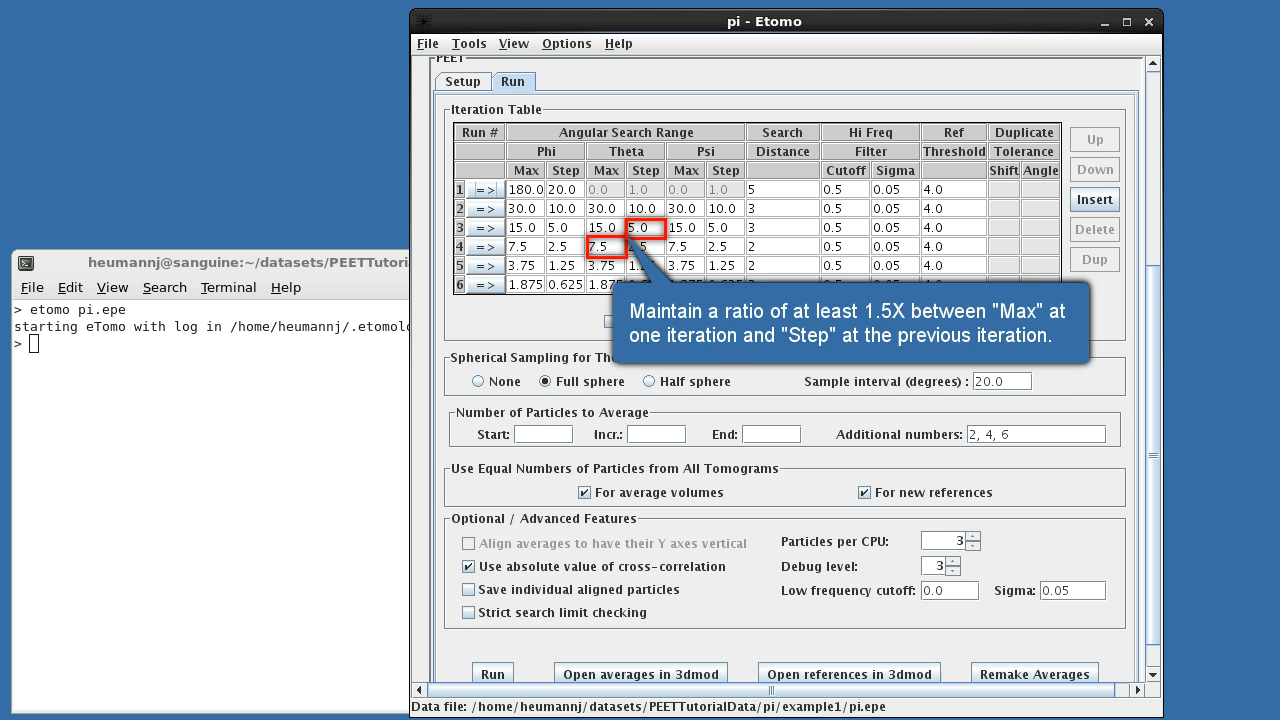 pi - Etomo
File Tools View Options Help
PEET
Setup Run
Iteration Table
Run # Angular Search Range Search Hi Freq Ref Duplicate
Phi Theta Psi Distance Filter Threshold Tolerance
Max Step Max Step Max Step Cutoff Sigma Shift Angle
1 => 180.0 20.0 0.0 1.0 0.0 1.0 5 0.5 0.05 4.0
2 => 30.0 10.0 30.0 10.0 30.0 10.0 3 0.5 0.05 4.0
3 => 15.0 5.0 15.0 5.0 15.0 5.0 3 0.5 0.05 4.0
4 => 7.5 2.5 7.5 7.5 2.5 2 0.5 0.05 4.0
5 => 3.75 1.25 3.75 3.75 1.25 2 0.5 0.05 4.0
6 => 1.875 0.625
Up
Down
Insert
Delete
Dup
Maintain a ratio of at least 1.5X between "Max" at
one iteration and "Step" at the previous iteration.
Spherical Sampling for
None Full sphere Half sphere Sample interval (degrees) : 20.0
Number of Particles to Average
Start: Incr.: End: Additional numbers: 2, 4, 6
Use Equal Numbers of Particles from All Tomograms
For average volumes For new references
Optional / Advanced Features
Align averages to have their Y axes vertical Particles per CPU: 3
Use absolute value of cross-correlation Debug level: 3
Save individual aligned particles Low frequency cutoff: 0.0 Sigma: 0.05
Strict search limit checking
Run Open averages in 3dmod Open references in 3dmod Remake Averages
Data file: /home/heumannj/datasets/PEETTutorialData/pi/example1/pi.epe
heumannj@sanguine:~/datasets/PEETTutori
File Edit View Search Terminal Help
> etomo pi.epe
starting eTomo with log in /home/heumannj/.etomolo
>